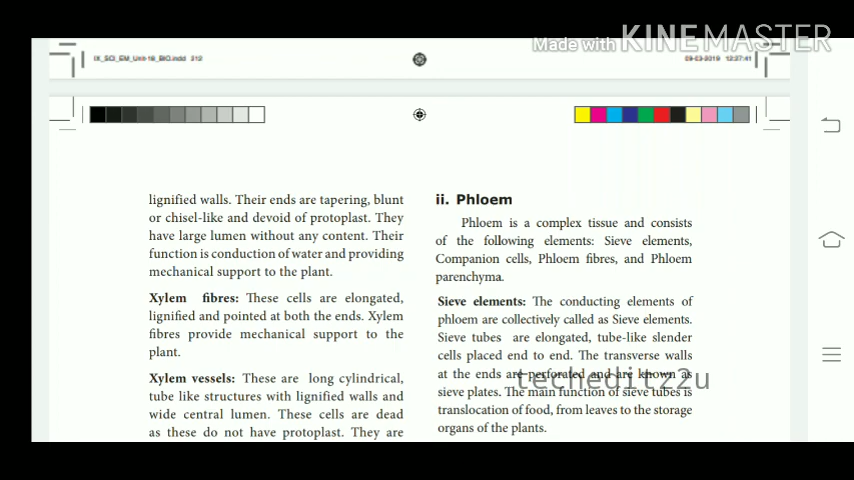 Made with KINEMASTER
IX_SCI_EM_Unit-18_BIO.indd 212
09-03-2019 12:37:41
lignified walls. Their ends are tapering, blunt
or chisel-like and devoid of protoplast. They
have large lumen without any content. Their
function is conduction of water and providing
mechanical support to the plant.
Xylem fibres: These cells are elongated,
lignified and pointed at both the ends. Xylem
fibres provide mechanical support to the
plant.
Xylem vessels: These are long cylindrical,
tube like structures with lignified walls and
wide central lumen. These cells are dead
as these do not have protoplast. They are
ii. Phloem
Phloem is a complex tissue and consists
of the following elements: Sieve elements,
Companion cells, Phloem fibres, and Phloem
parenchyma.
Sieve elements: The conducting elements of
phloem are collectively called as Sieve elements.
Sieve tubes are elongated, tube-like slender
cells placed end to end. The transverse walls
at the ends are perforated and are known as
sieve plates. The main function of sieve tubes is
translocation of food, from leaves to the storage
organs of the plants.
techeditz2u